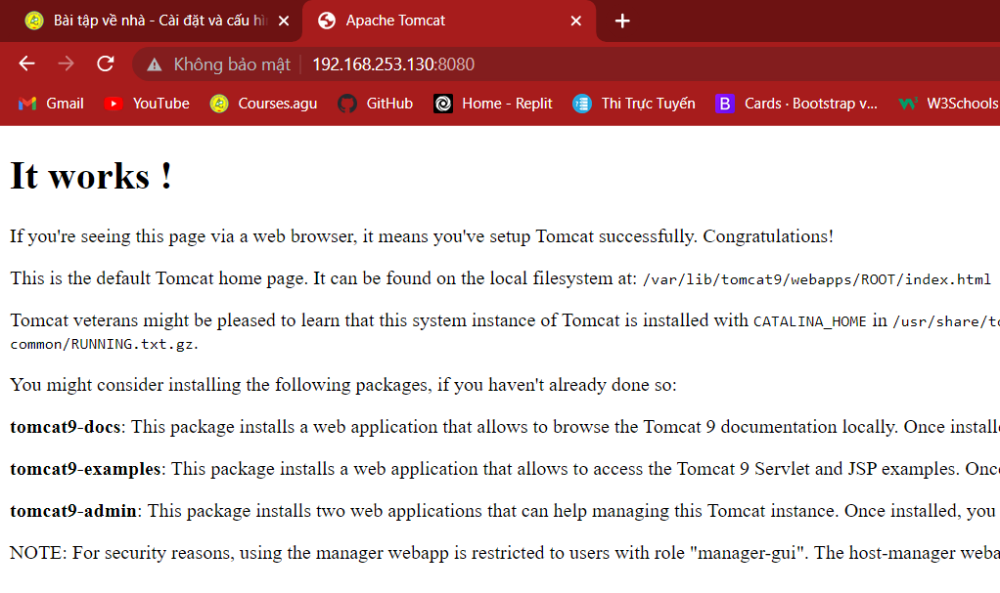 Bài tập về nhà - Cài đặt và cấu hì
Apache Tomcat
Không bảo mật
192.168.253.130:8080
Gmail
YouTube
Courses.agu
GitHub
Home - Replit
Thi Trực Tuyến
Cards · Bootstrap v...
W3Schools
It works !
If you're seeing this page via a web browser, it means you've setup Tomcat successfully. Congratulations!
This is the default Tomcat home page. It can be found on the local filesystem at: /var/lib/tomcat9/webapps/ROOT/index.html
Tomcat veterans might be pleased to learn that this system instance of Tomcat is installed with CATALINA_HOME in /usr/share/to
common/RUNNING.txt.gz.
You might consider installing the following packages, if you haven't already done so:
tomcat9-docs: This package installs a web application that allows to browse the Tomcat 9 documentation locally. Once install
tomcat9-examples: This package installs a web application that allows to access the Tomcat 9 Servlet and JSP examples. Onc
tomcat9-admin: This package installs two web applications that can help managing this Tomcat instance. Once installed, you
NOTE: For security reasons, using the manager webapp is restricted to users with role "manager-gui". The host-manager weba